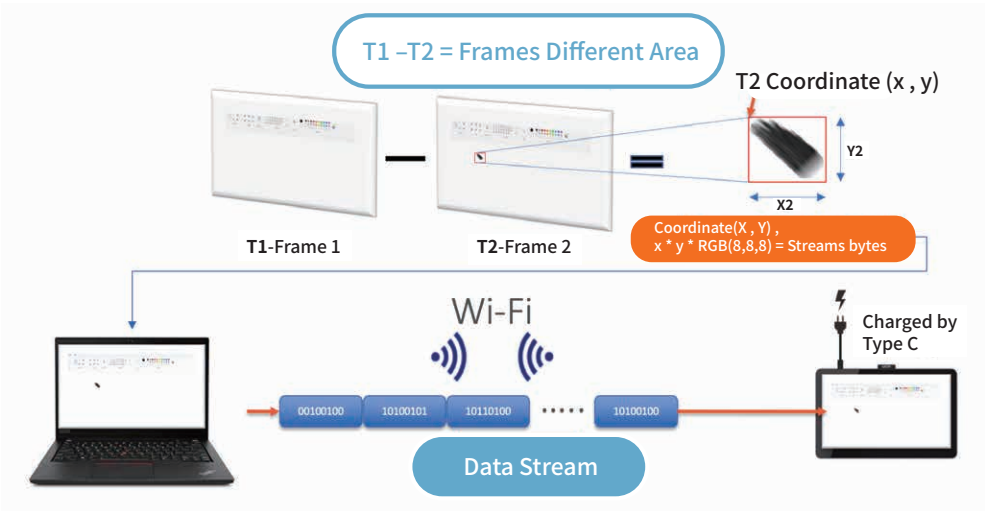 T1 –T2 = Frames Different Area
T2 Coordinate (x , y)
Y2
X2
T1-Frame 1
T2-Frame 2
Coordinate(X , Y) ,
x * y * RGB(8,8,8) = Streams bytes
Wi-Fi
Charged by
Type C
00100100
10100101
10110100
.....
10100100
Data Stream